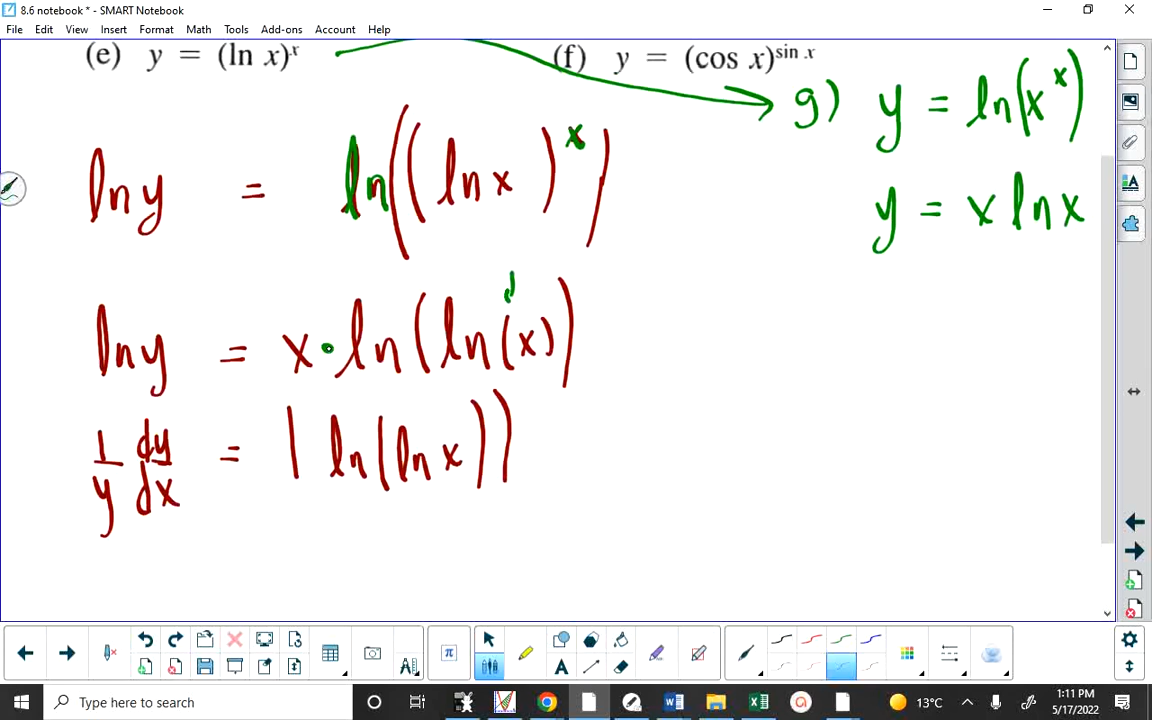 8.6 notebook * - SMART Notebook
File Edit View Insert Format Math Tools Add-ons Account Help
(e) y = (ln x)^x
(f) y = (cos x)^sin x
g) y = ln(x^x)
y = x ln x
ln y = ln((ln x)^x)
ln y = x · ln(ln(x))
1/y dy/dx = | ln(ln x))
π
A
Type here to search
13°C
1:11 PM
5/17/2022